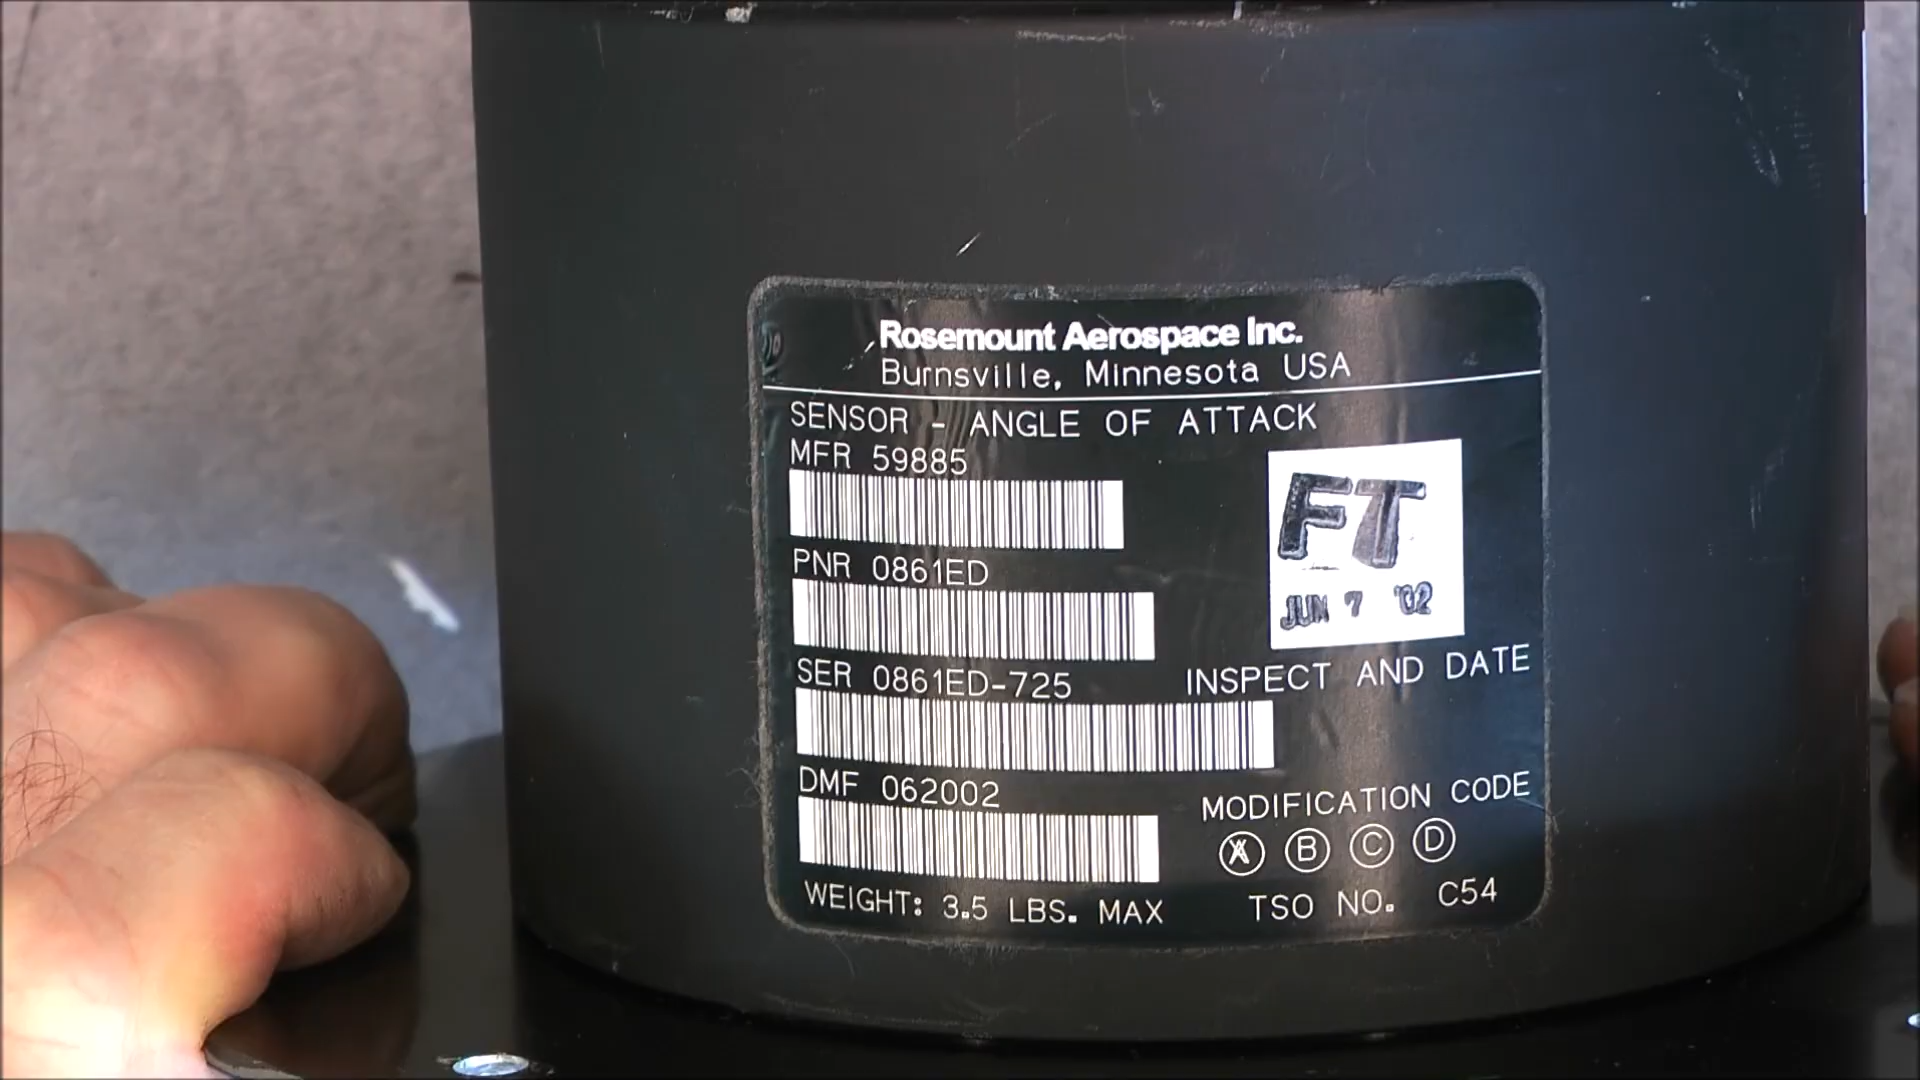 Rosemount Aerospace Inc.
Burnsville, Minnesota USA
SENSOR - ANGLE OF ATTACK
MFR 59885
FT
JUN 7 '02
PNR 0861ED
SER 0861ED-725
INSPECT AND DATE
DMF 062002
MODIFICATION CODE
A B C D
WEIGHT: 3.5 LBS. MAX
TSO NO. C54